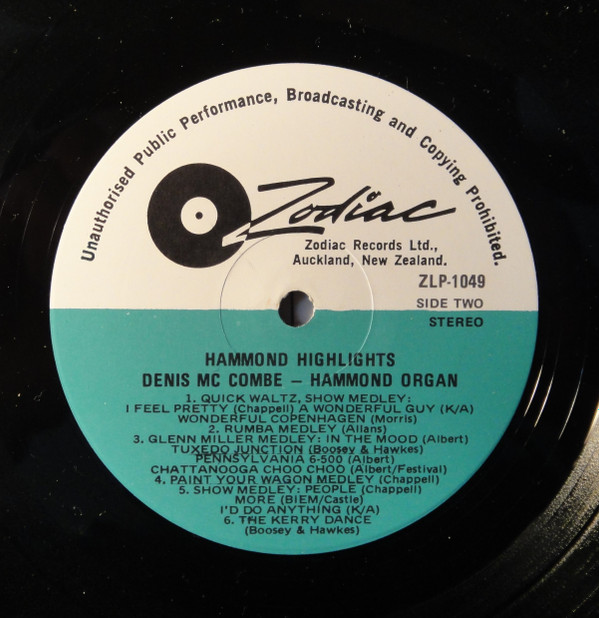 Unauthorised Public Performance, Broadcasting and Copying Prohibited.
Zodiac
Zodiac Records Ltd.,
Auckland, New Zealand.
ZLP-1049
SIDE TWO
STEREO
HAMMOND HIGHLIGHTS
DENIS MC COMBE – HAMMOND ORGAN
1. QUICK WALTZ, SHOW MEDLEY:
I FEEL PRETTY (Chappell) A WONDERFUL GUY (K/A)
WONDERFUL COPENHAGEN (Morris)
2. RUMBA MEDLEY (Allans)
3. GLENN MILLER MEDLEY: IN THE MOOD (Albert)
TUXEDO JUNCTION (Boosey & Hawkes)
PENNSYLVANIA 6-500 (Albert)
CHATTANOOGA CHOO CHOO (Albert/Festival)
4. PAINT YOUR WAGON MEDLEY (Chappell)
5. SHOW MEDLEY: PEOPLE (Chappell)
MORE (BIEM/Castle)
I'D DO ANYTHING (K/A)
6. THE KERRY DANCE
(Boosey & Hawkes)